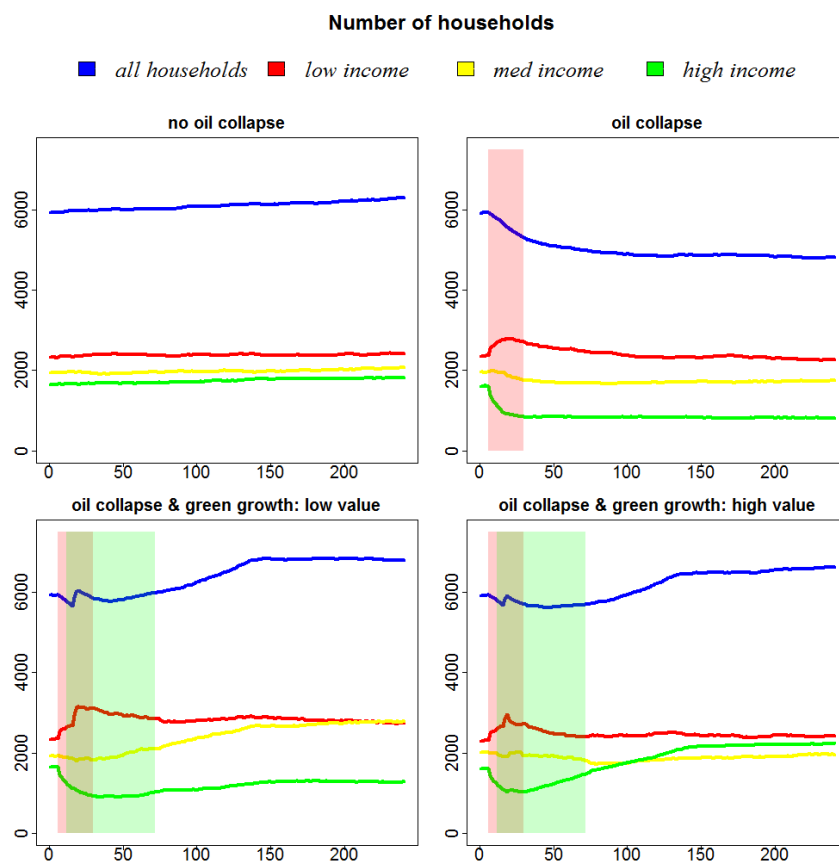 Number of households
all households low income med income high income
no oil collapse
0 2000 4000 6000
0 50 100 150 200
oil collapse
0 2000 4000 6000
0 50 100 150 200
oil collapse & green growth: low value
0 2000 4000 6000
0 50 100 150 200
oil collapse & green growth: high value
0 2000 4000 6000
0 50 100 150 200